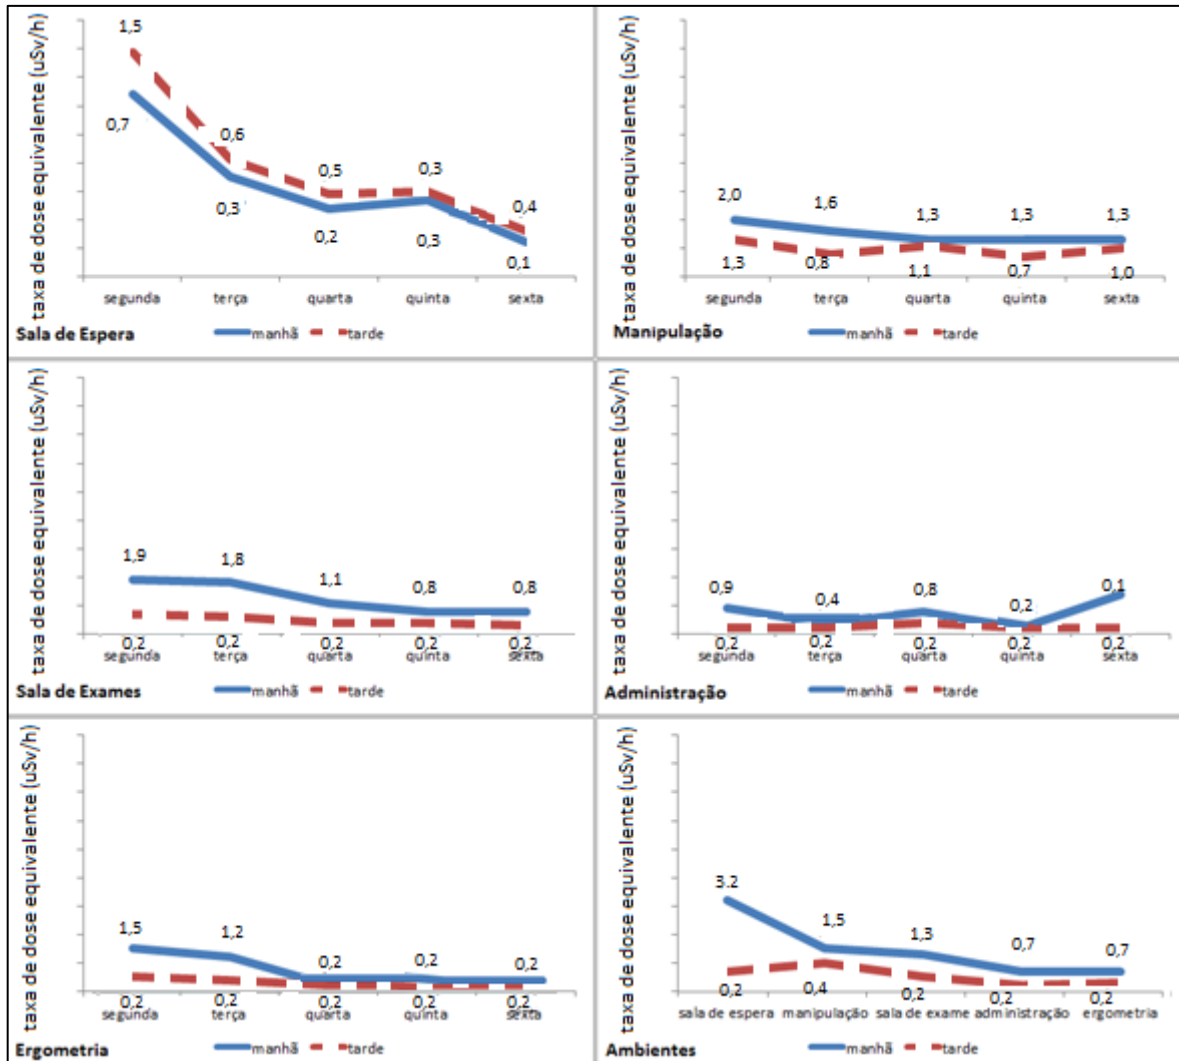 taxa de dose equivalente (uSv/h)
1,5
0,7
0,6
0,3
0,5
0,2
0,3
0,3
0,4
0,1
segunda terça quarta quinta sexta
Sala de Espera manhã tarde
taxa de dose equivalente (uSv/h)
2,0 1,6 1,3 1,3 1,3
1,3 0,8 1,1 0,7 1,0
segunda terça quarta quinta sexta
Manipulação manhã tarde
taxa de dose equivalente (uSv/h)
1,9 1,8 1,1 0,8 0,8
0,2 0,2 0,2 0,2 0,2
segunda terça quarta quinta sexta
Sala de Exames manhã tarde
taxa de dose equivalente (uSv/h)
0,9 0,4 0,8 0,2 0,1
0,2 0,2 0,2 0,2 0,2
segunda terça quarta quinta sexta
Administração manhã tarde
taxa de dose equivalente (uSv/h)
1,5 1,2 0,2 0,2 0,2
0,2 0,2 0,2 0,2 0,2
segunda terça quarta quinta sexta
Ergometria manhã tarde
taxa de dose equivalente (uSv/h)
3.2 1,5 1,3 0,7 0,7
0,2 0,4 0,2 0,2 0,2
sala de espera manipulação sala de exame administração ergometria
Ambientes manhã tarde